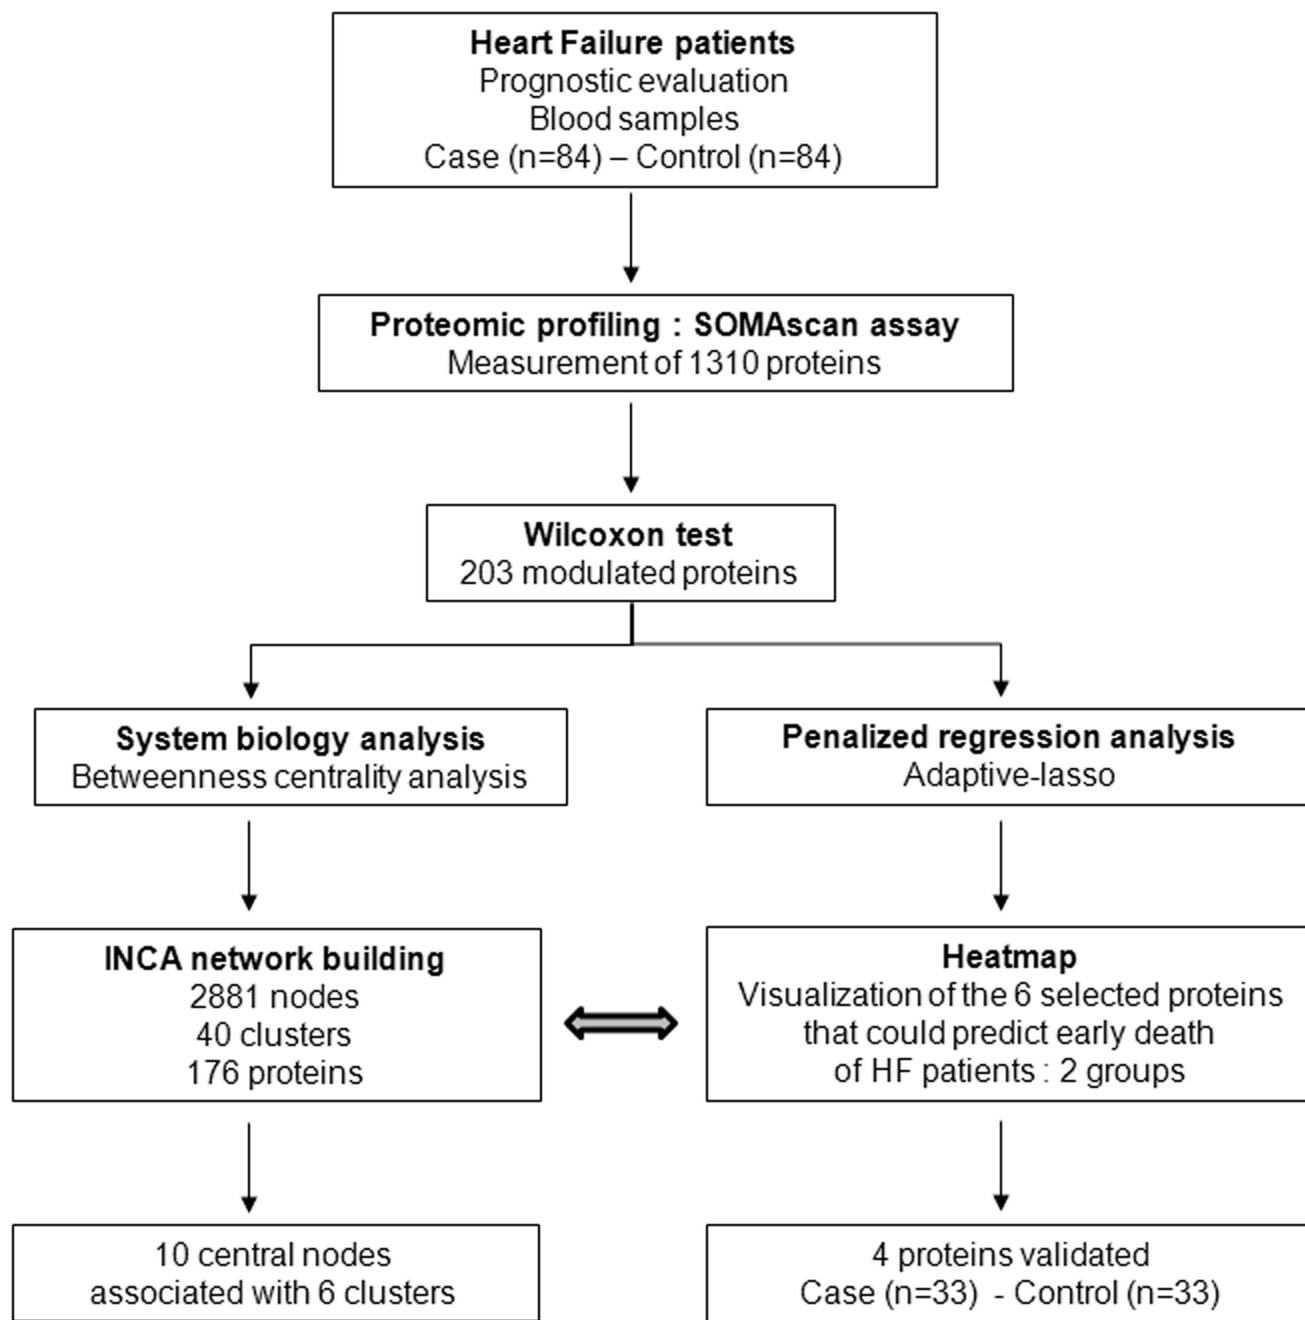 Heart Failure patients
Prognostic evaluation
Blood samples
Case (n=84) – Control (n=84)
Proteomic profiling : SOMAscan assay
Measurement of 1310 proteins
Wilcoxon test
203 modulated proteins
System biology analysis
Betweenness centrality analysis
Penalized regression analysis
Adaptive-lasso
INCA network building
2881 nodes
40 clusters
176 proteins
Heatmap
Visualization of the 6 selected proteins
that could predict early death
of HF patients : 2 groups
10 central nodes
associated with 6 clusters
4 proteins validated
Case (n=33)  - Control (n=33)